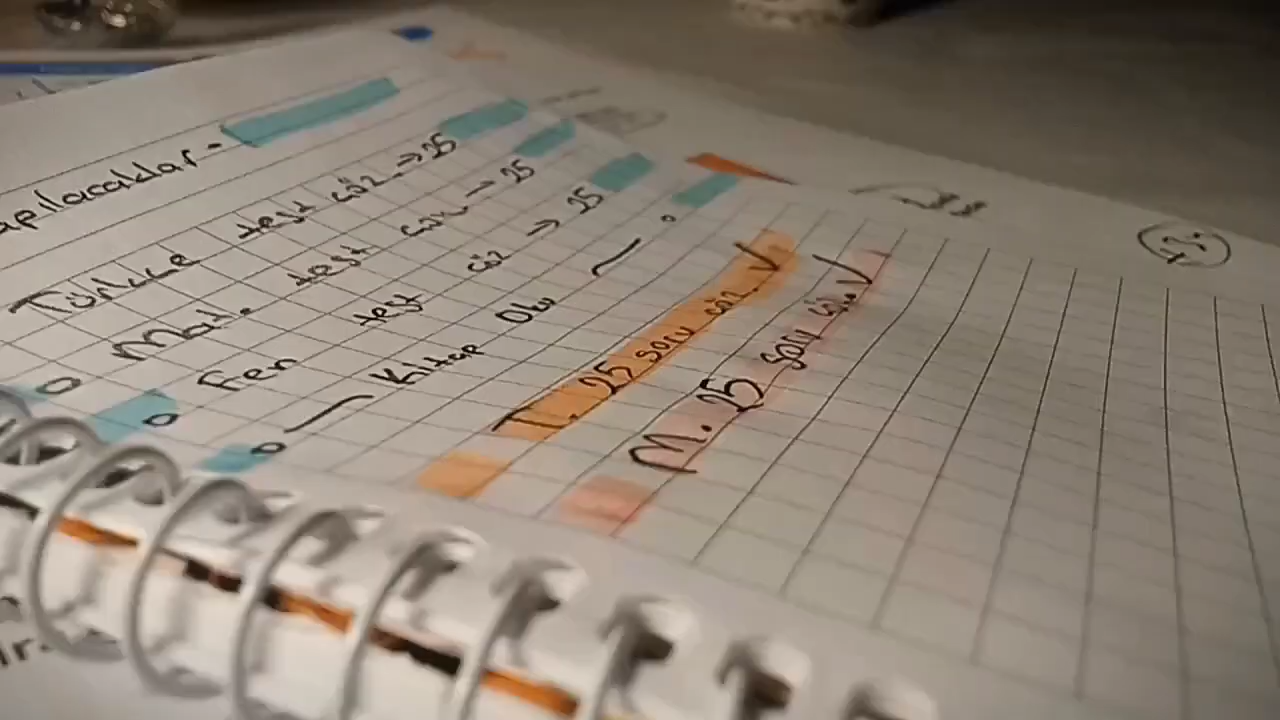 apılacaklar.
Türkçe test çöz → 25
Mat. test çöz → 25
Fen test çöz → 25
Kitap Oku
T. 25 soru çöz. √
M. 25 soru çöz. √